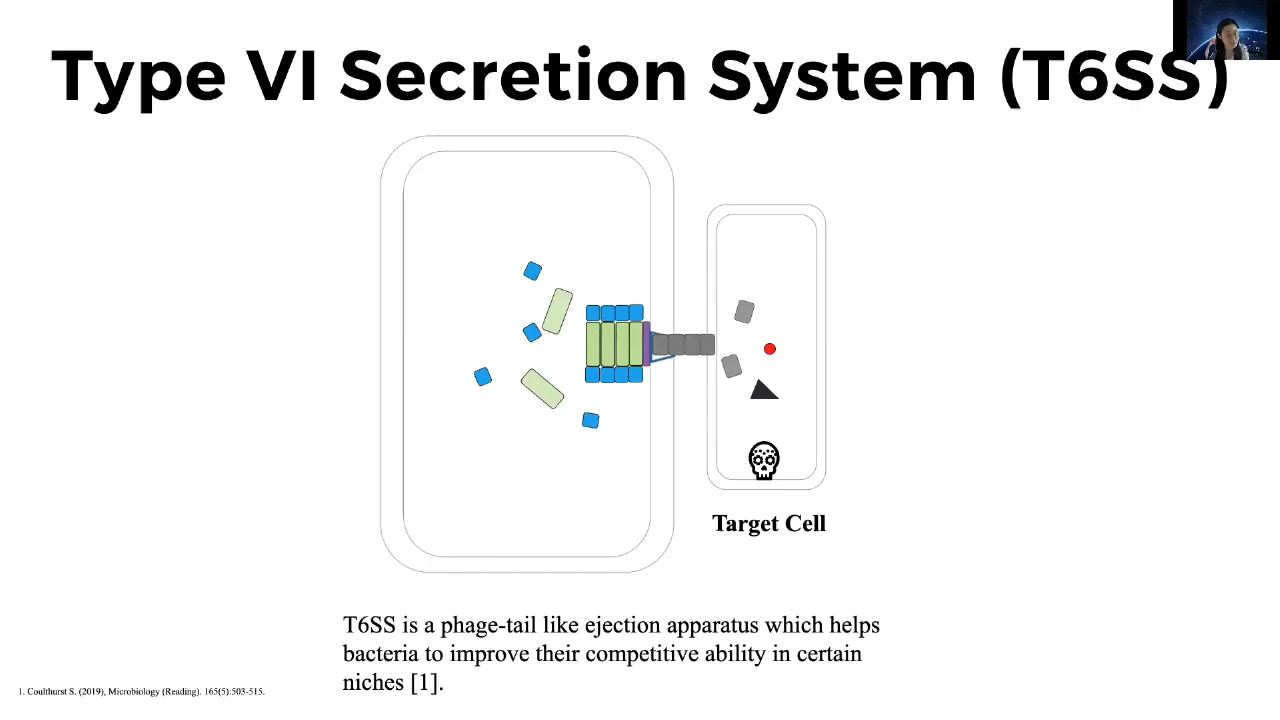 Type VI Secretion System (T6SS)
Target Cell
T6SS is a phage-tail like ejection apparatus which helps
bacteria to improve their competitive ability in certain
niches [1].
1. Coulthurst S. (2019), Microbiology (Reading). 165(5):503-515.